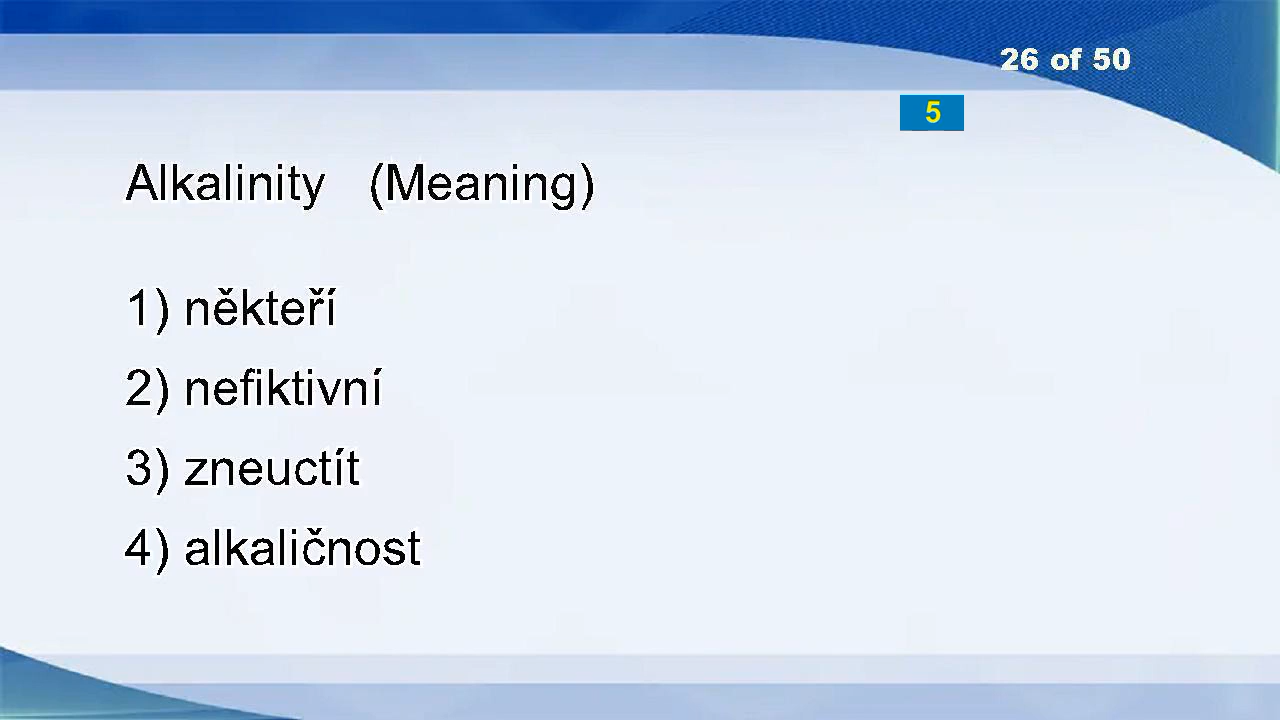 26 of 50
5
Alkalinity (Meaning)
1) někteří
2) nefiktivní
3) zneuctít
4) alkaličnost